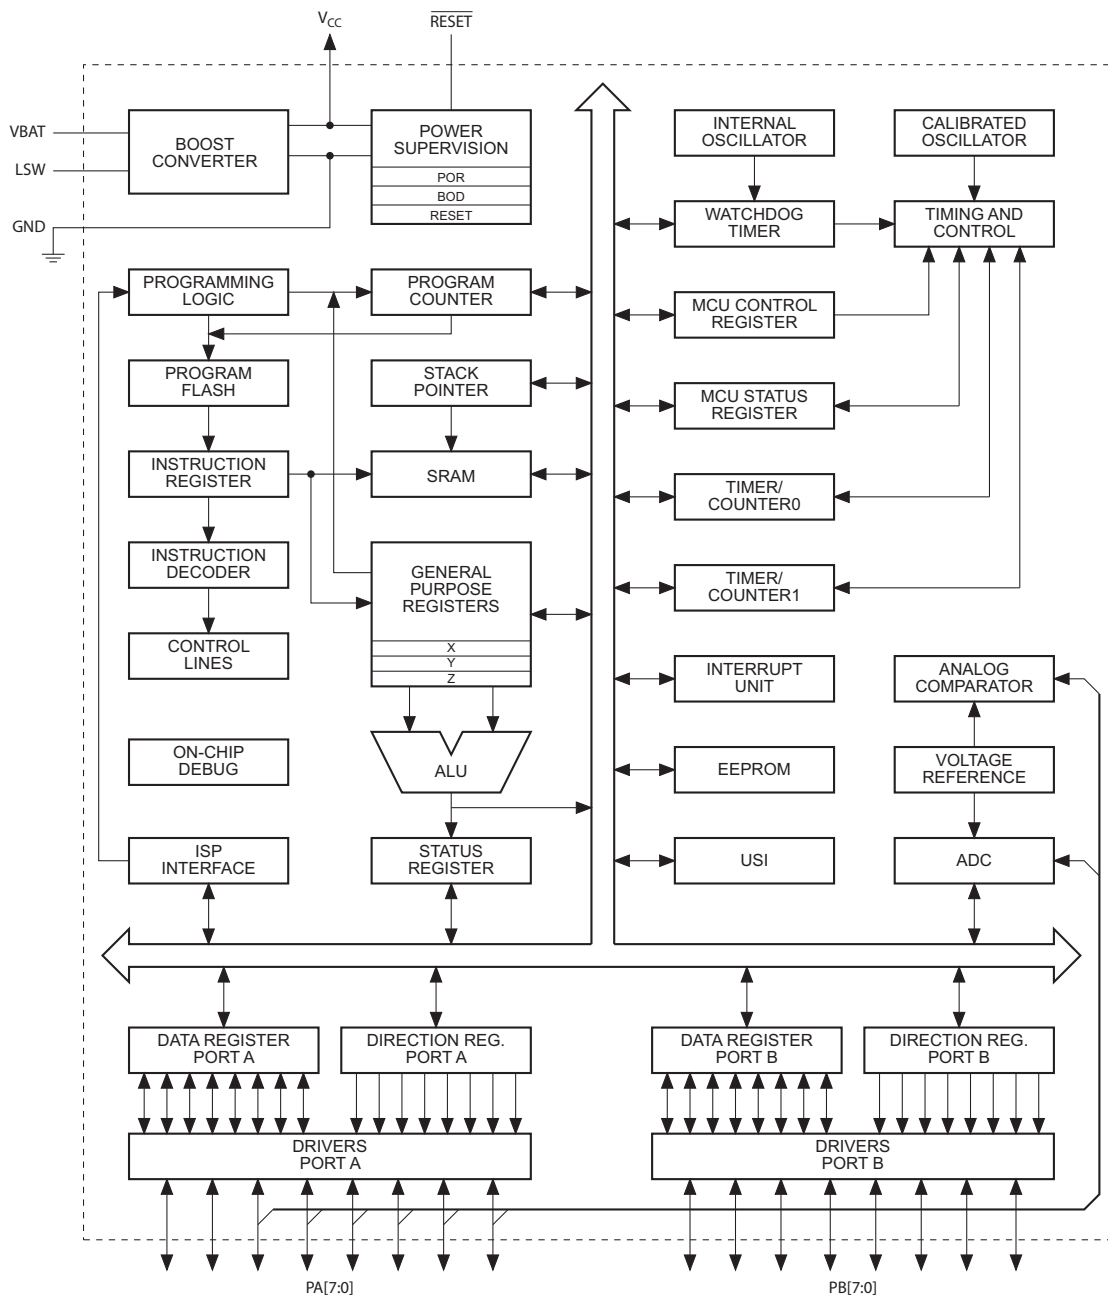 VCC
RESET
VBAT
LSW
GND
BOOST
CONVERTER
POWER
SUPERVISION
POR
BOD
RESET
INTERNAL
OSCILLATOR
CALIBRATED
OSCILLATOR
WATCHDOG
TIMER
TIMING AND
CONTROL
PROGRAMMING
LOGIC
PROGRAM
COUNTER
MCU CONTROL
REGISTER
PROGRAM
FLASH
STACK
POINTER
MCU STATUS
REGISTER
INSTRUCTION
REGISTER
SRAM
TIMER/
COUNTER0
INSTRUCTION
DECODER
GENERAL
PURPOSE
REGISTERS
X
Y
Z
TIMER/
COUNTER1
CONTROL
LINES
INTERRUPT
UNIT
ANALOG
COMPARATOR
ON-CHIP
DEBUG
ALU
EEPROM
VOLTAGE
REFERENCE
ISP
INTERFACE
STATUS
REGISTER
USI
ADC
DATA REGISTER
PORT A
DIRECTION REG.
PORT A
DATA REGISTER
PORT B
DIRECTION REG.
PORT B
DRIVERS
PORT A
DRIVERS
PORT B
PA[7:0]
PB[7:0]